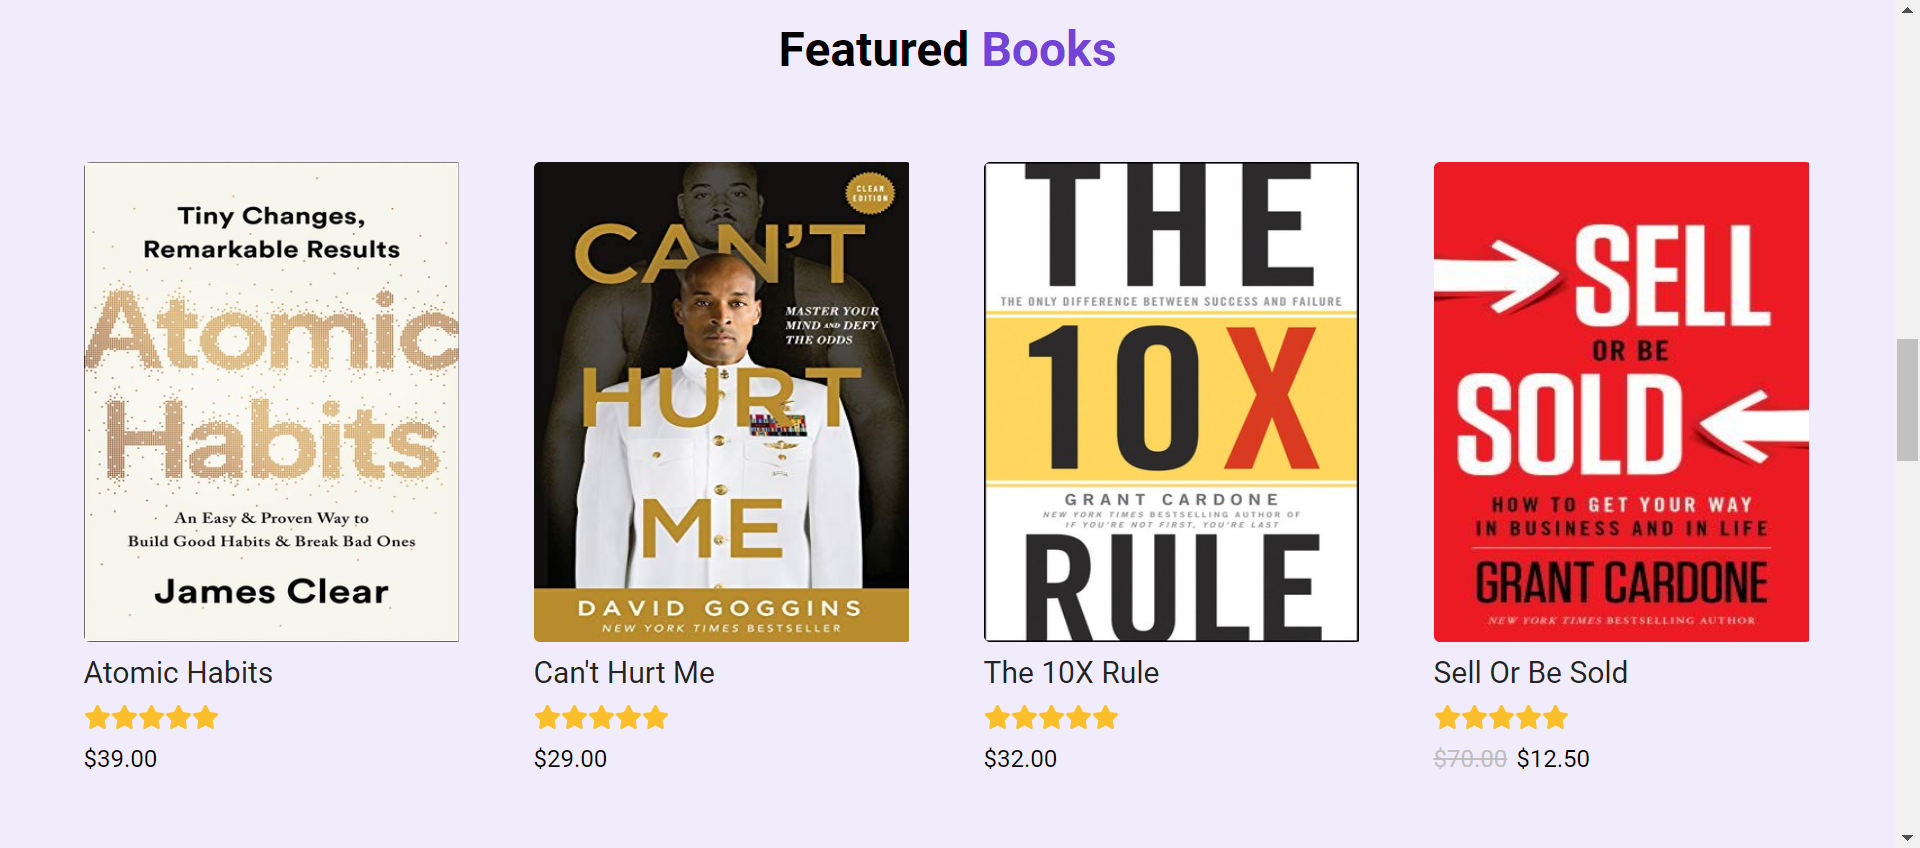 Featured Books
Tiny Changes,
Remarkable Results
Atomic
Habits
An Easy & Proven Way to
Build Good Habits & Break Bad Ones
James Clear
Atomic Habits
$39.00
CLEAN
EDITION
CAN'T
MASTER YOUR
MIND AND DEFY
THE ODDS
HURT
ME
DAVID GOGGINS
NEW YORK TIMES BESTSELLER
Can't Hurt Me
$29.00
THE
THE ONLY DIFFERENCE BETWEEN SUCCESS AND FAILURE
10X
GRANT CARDONE
NEW YORK TIMES BESTSELLING AUTHOR OF
IF YOU'RE NOT FIRST, YOU'RE LAST
RULE
The 10X Rule
$32.00
SELL
OR BE
SOLD
HOW TO GET YOUR WAY
IN BUSINESS AND IN LIFE
GRANT CARDONE
NEW YORK TIMES BESTSELLING AUTHOR
Sell Or Be Sold
$70.00 $12.50